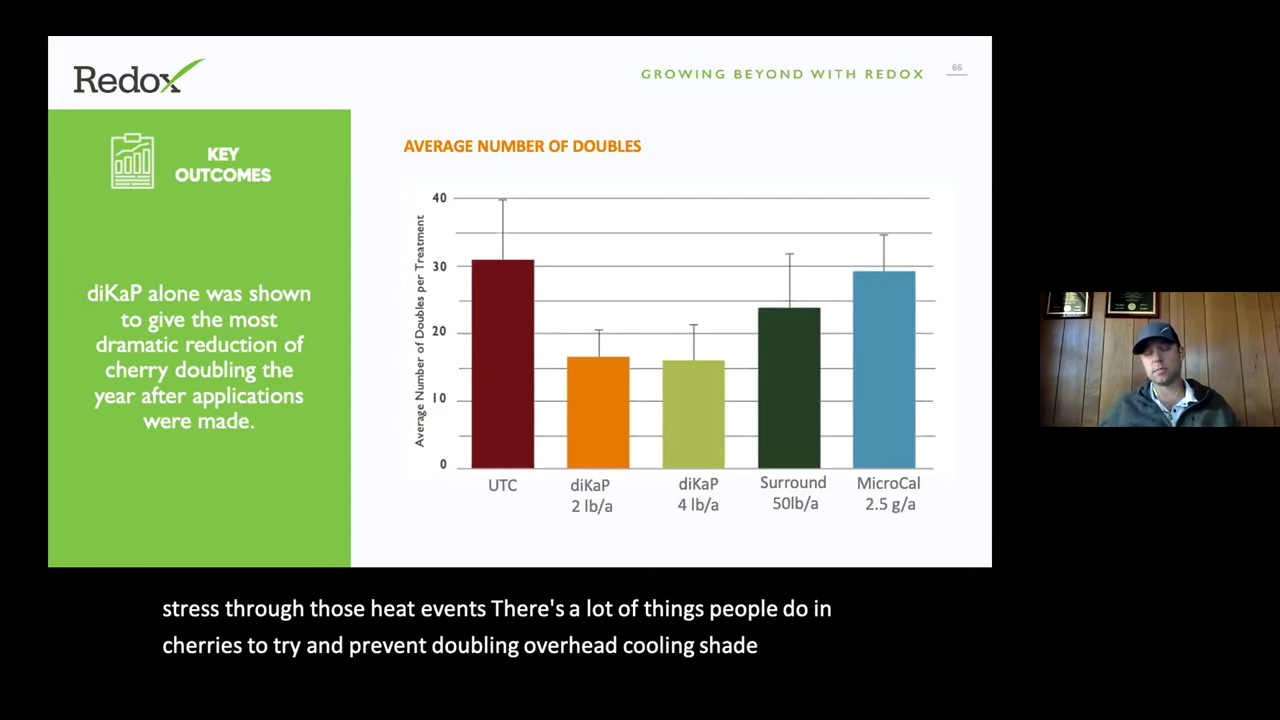 Redox
GROWING BEYOND WITH REDOX
66
KEY
OUTCOMES
diKaP alone was shown
to give the most
dramatic reduction of
cherry doubling the
year after applications
were made.
AVERAGE NUMBER OF DOUBLES
Average Number of Doubles per Treatment
40
30
20
10
0
UTC
diKaP
2 lb/a
diKaP
4 lb/a
Surround
50lb/a
MicroCal
2.5 g/a
stress through those heat events There's a lot of things people do in
cherries to try and prevent doubling overhead cooling shade